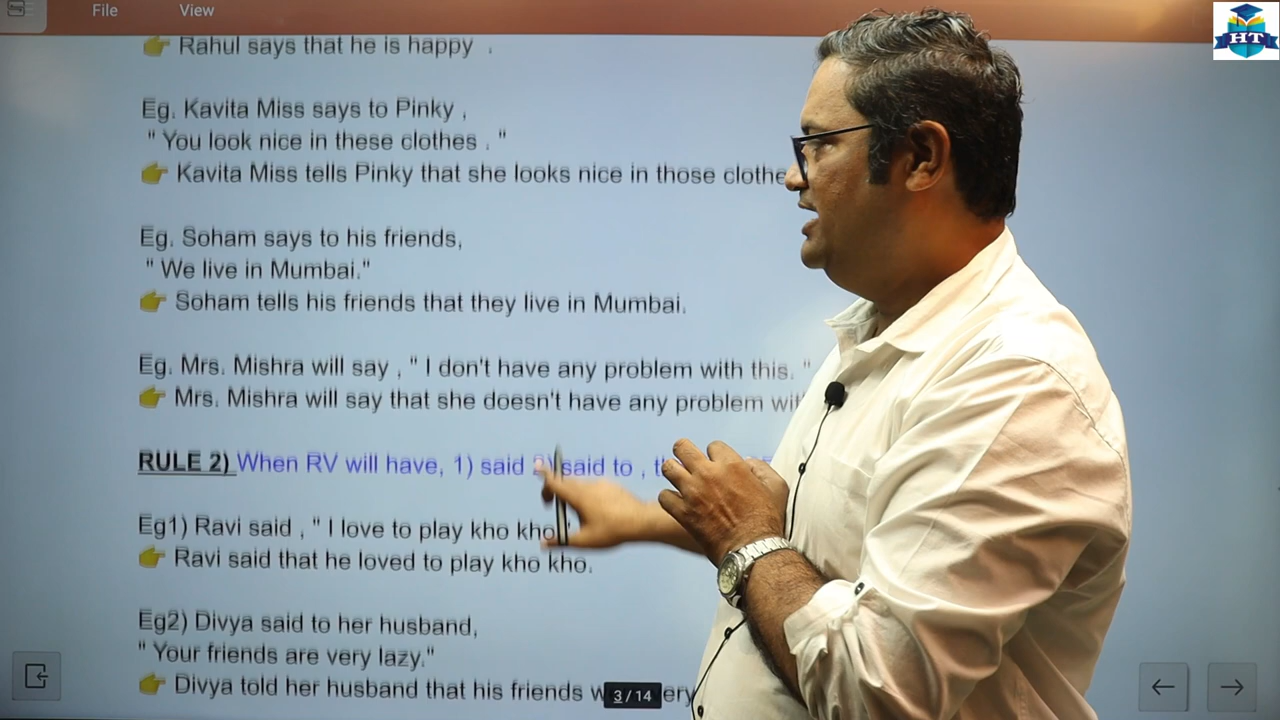 File View
HT
Rahul says that he is happy .
Eg. Kavita Miss says to Pinky ,
" You look nice in these clothes . "
Kavita Miss tells Pinky that she looks nice in those
Eg. Soham says to his friends,
" We live in Mumbai."
Soham tells his friends that they live in Mumbai.
Eg. Mrs. Mishra will say , " I don't have any problem with this. "
Mrs. Mishra will say that she doesn't have any problem
RULE 2) When RV will have, 1) said said to ,
Eg1) Ravi said , " I love to play kho kho "
Ravi said that he loved to play kho kho.
Eg2) Divya said to her husband,
" Your friends are very lazy."
Divya told her husband that his friends
3 / 14